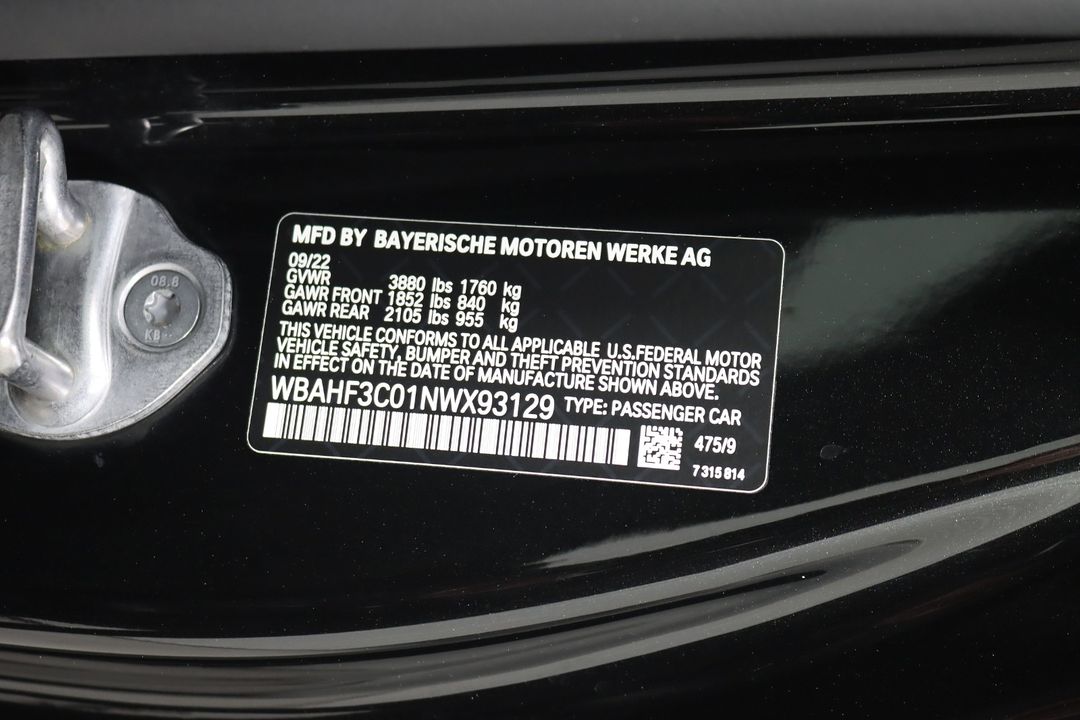 MFD BY BAYERISCHE MOTOREN WERKE AG
09/22
GVWR 3880 lbs 1760 kg
GAWR FRONT 1852 lbs 840 kg
GAWR REAR 2105 lbs 955 kg
THIS VEHICLE CONFORMS TO ALL APPLICABLE U.S.FEDERAL MOTOR
VEHICLE SAFETY, BUMPER AND THEFT PREVENTION STANDARDS
IN EFFECT ON THE DATE OF MANUFACTURE SHOWN ABOVE.
WBAHF3C01NWX93129 TYPE: PASSENGER CAR
475/9
7 315 814
08.8
KB